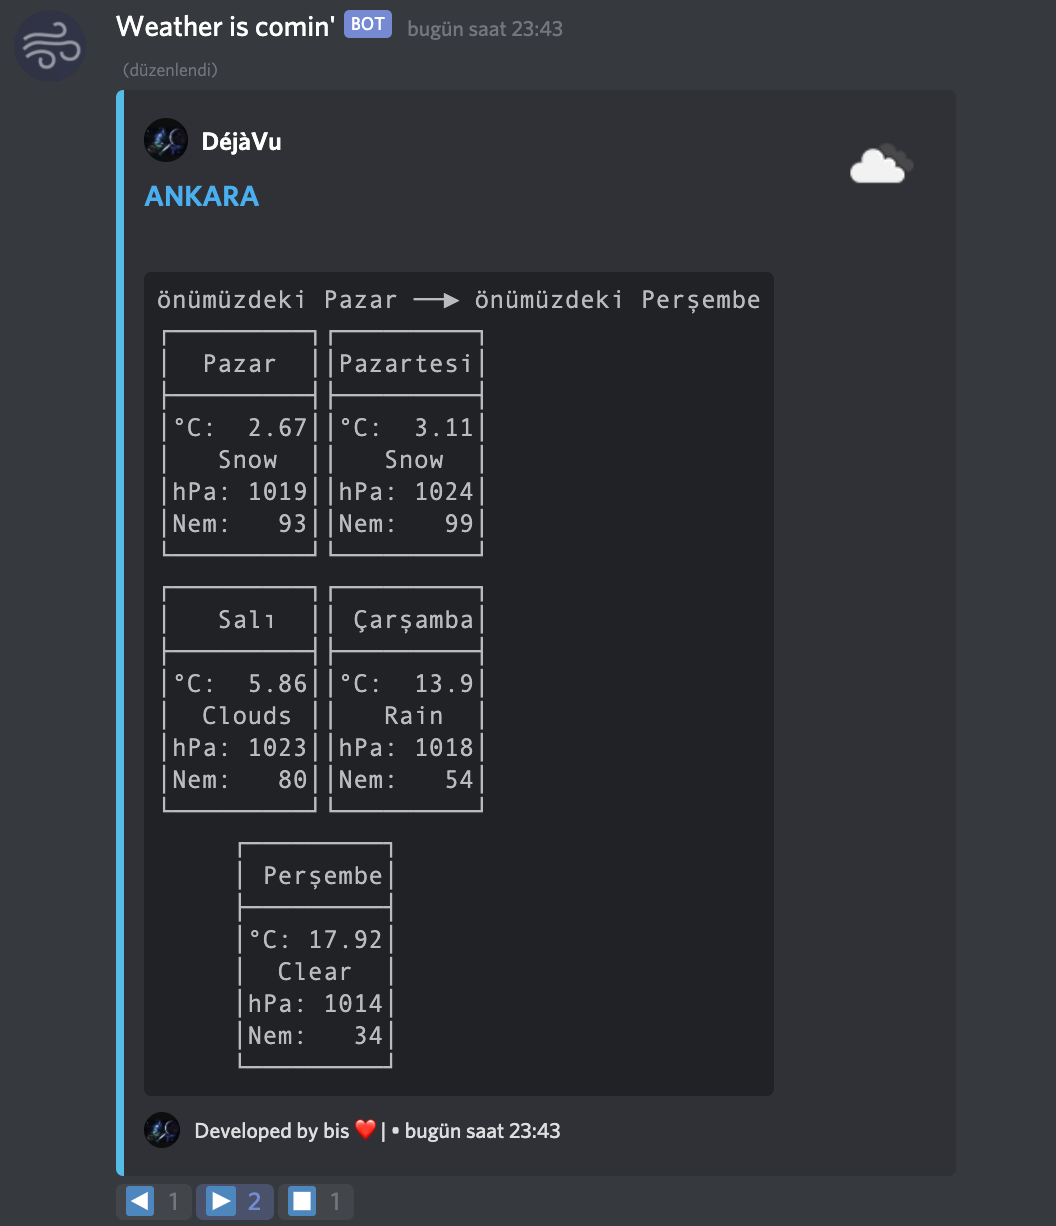 Weather is comin' BOT bugün saat 23:43
(düzenlendi)
DéjàVu
ANKARA
önümüzdeki Pazar ──▶ önümüzdeki Perşembe
Pazar Pazartesi
°C: 2.67 °C: 3.11
Snow Snow
hPa: 1019 hPa: 1024
Nem: 93 Nem: 99
Salı Çarşamba
°C: 5.86 °C: 13.9
Clouds Rain
hPa: 1023 hPa: 1018
Nem: 80 Nem: 54
Perşembe
°C: 17.92
Clear
hPa: 1014
Nem: 34
Developed by bis ❤️ | • bugün saat 23:43
◀ 1 ▶ 2 ⏹ 1